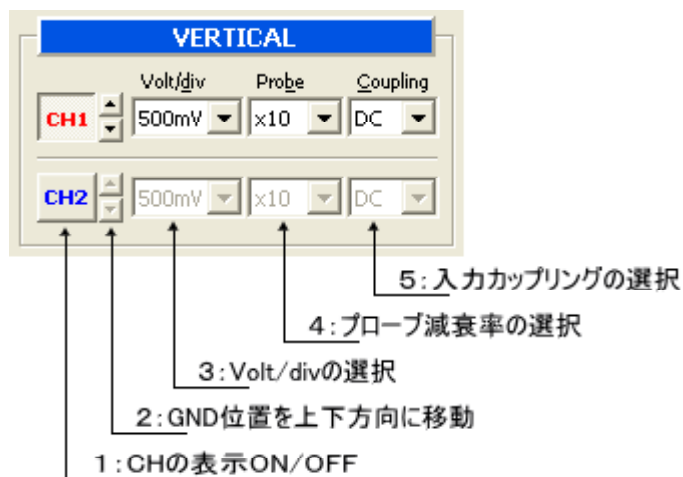 VERTICAL
Volt/div Probe Coupling
CH1 500mV x10 DC
CH2 500mV x10 DC
5:入力カップリングの選択
4:プローブ減衰率の選択
3:Volt/divの選択
2:GND位置を上下方向に移動
1:CHの表示ON/OFF